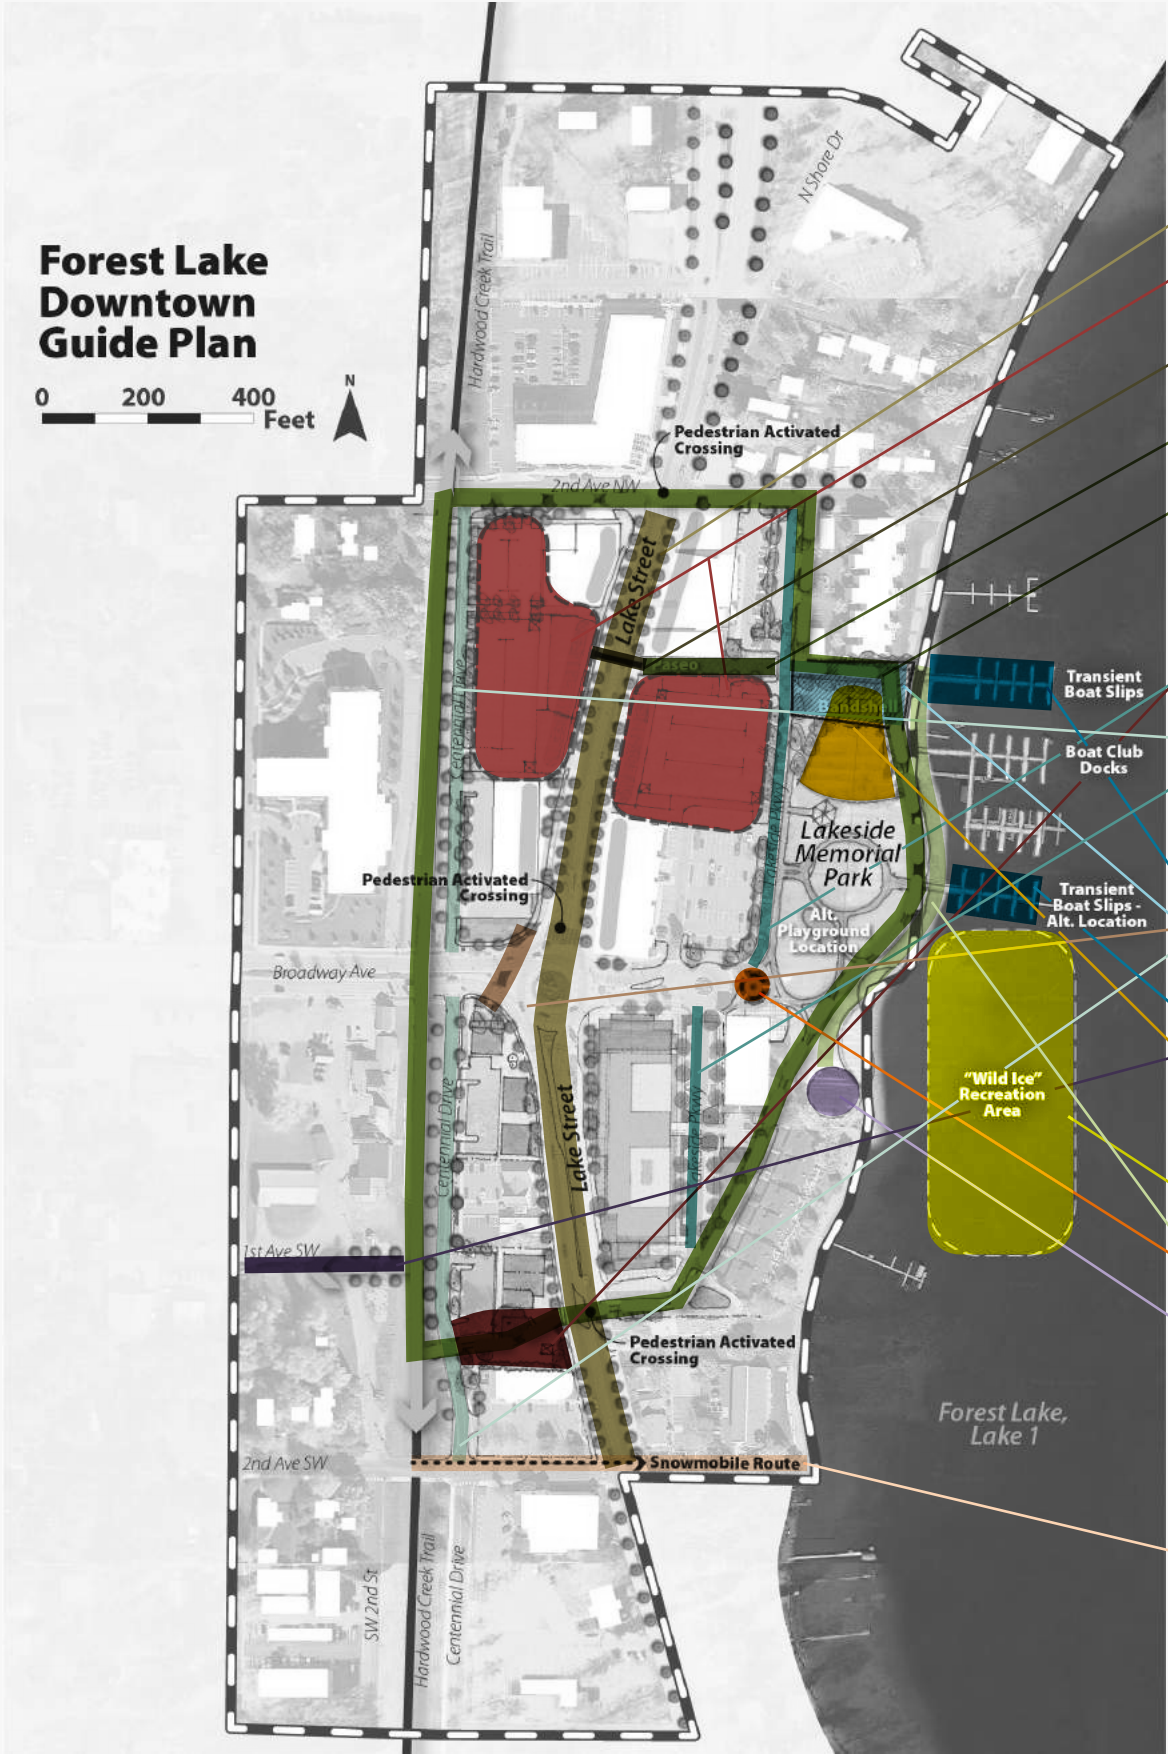 Forest Lake
Downtown
Guide Plan
0 200 400
Feet
N
N Shore Dr
Hardwood Creek Trail
Pedestrian Activated
Crossing
2nd Ave NW
Lake Street
Paseo
Centennial Drive
Bandshell
Transient
Boat Slips
Boat Club
Docks
Lakeside Pkwy
Lakeside
Memorial
Park
Pedestrian Activated
Crossing
Transient
Boat Slips -
Alt. Location
Alt.
Playground
Location
Broadway Ave
“Wild Ice”
Recreation
Area
Centennial Drive
Lake Street
Lakeside Pkwy
1st Ave SW
Pedestrian Activated
Crossing
Forest Lake,
Lake 1
2nd Ave SW
Snowmobile Route
SW 2nd St
Hardwood Creek Trail
Centennial Drive